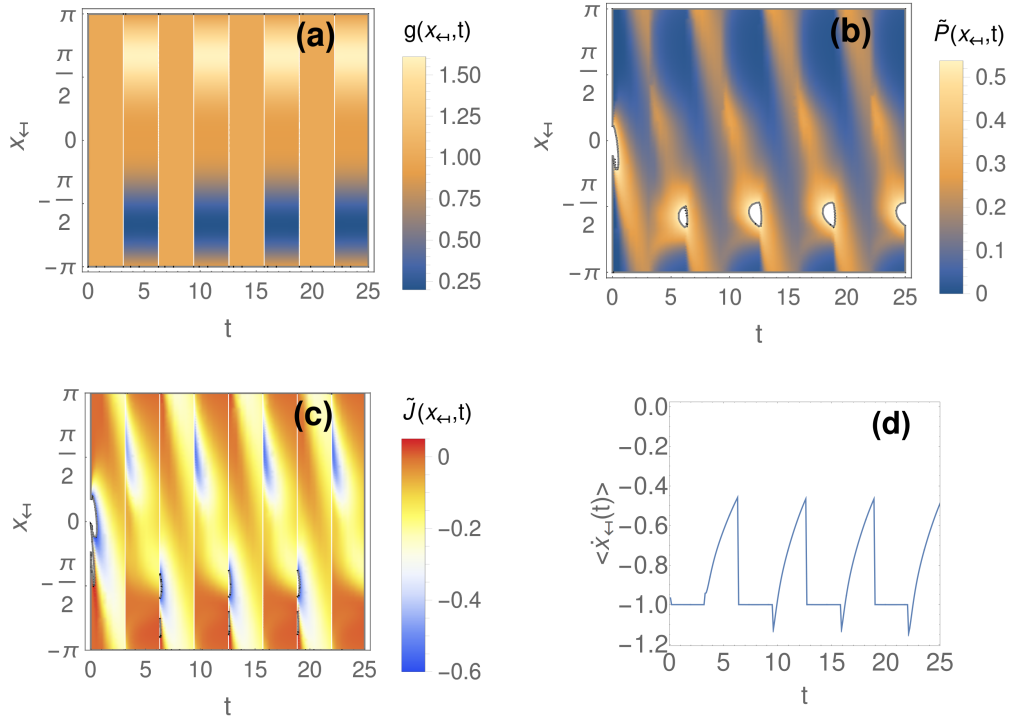 (a)
g(x↤,t)
π
π
2
0
- π
2
-π
x↤
0 5 10 15 20 25
t
1.50
1.25
1.00
0.75
0.50
0.25
(b)
P̃(x↤,t)
π
π
2
0
- π
2
-π
x↤
0 5 10 15 20 25
t
0.5
0.4
0.3
0.2
0.1
0
(c)
J̃(x↤,t)
π
π
2
0
- π
2
-π
x↤
0 5 10 15 20 25
t
0
-0.2
-0.4
-0.6
(d)
<ẋ↤(t)>
0.0
-0.2
-0.4
-0.6
-0.8
-1.0
-1.2
0 5 10 15 20 25
t